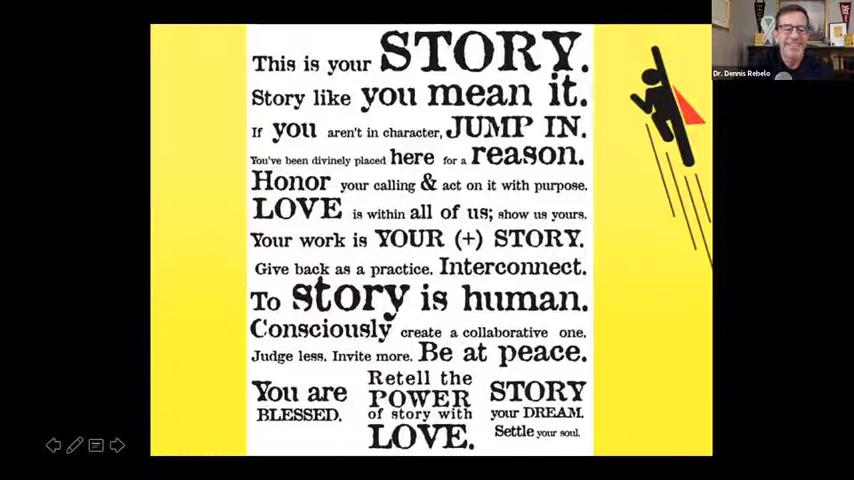 This is your STORY.
Story like you mean it.
If you aren't in character, JUMP IN.
You've been divinely placed here for a reason.
Honor your calling & act on it with purpose.
LOVE is within all of us; show us yours.
Your work is YOUR (+) STORY.
Give back as a practice. Interconnect.
To story is human.
Consciously create a collaborative one.
Judge less. Invite more. Be at peace.
You are
BLESSED.
Retell the
POWER
of story with
LOVE.
STORY
your DREAM.
Settle your soul.
Dr. Dennis Rebelo